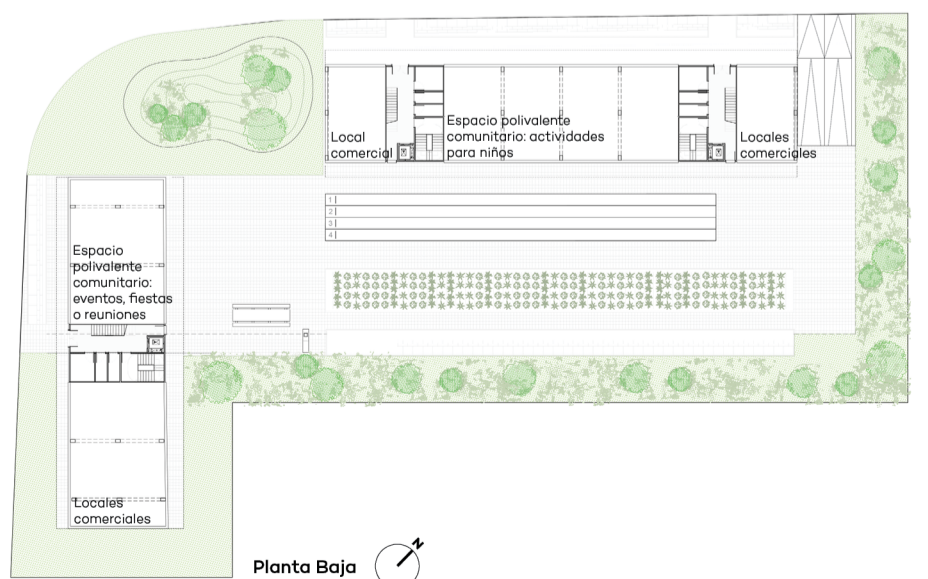 Local
comercial
Espacio polivalente
comunitario: actividades
para niños
Locales
comerciales
1
2
3
4
Espacio
polivalente
comunitario:
eventos, fiestas
o reuniones
Locales
comerciales
Planta Baja
N